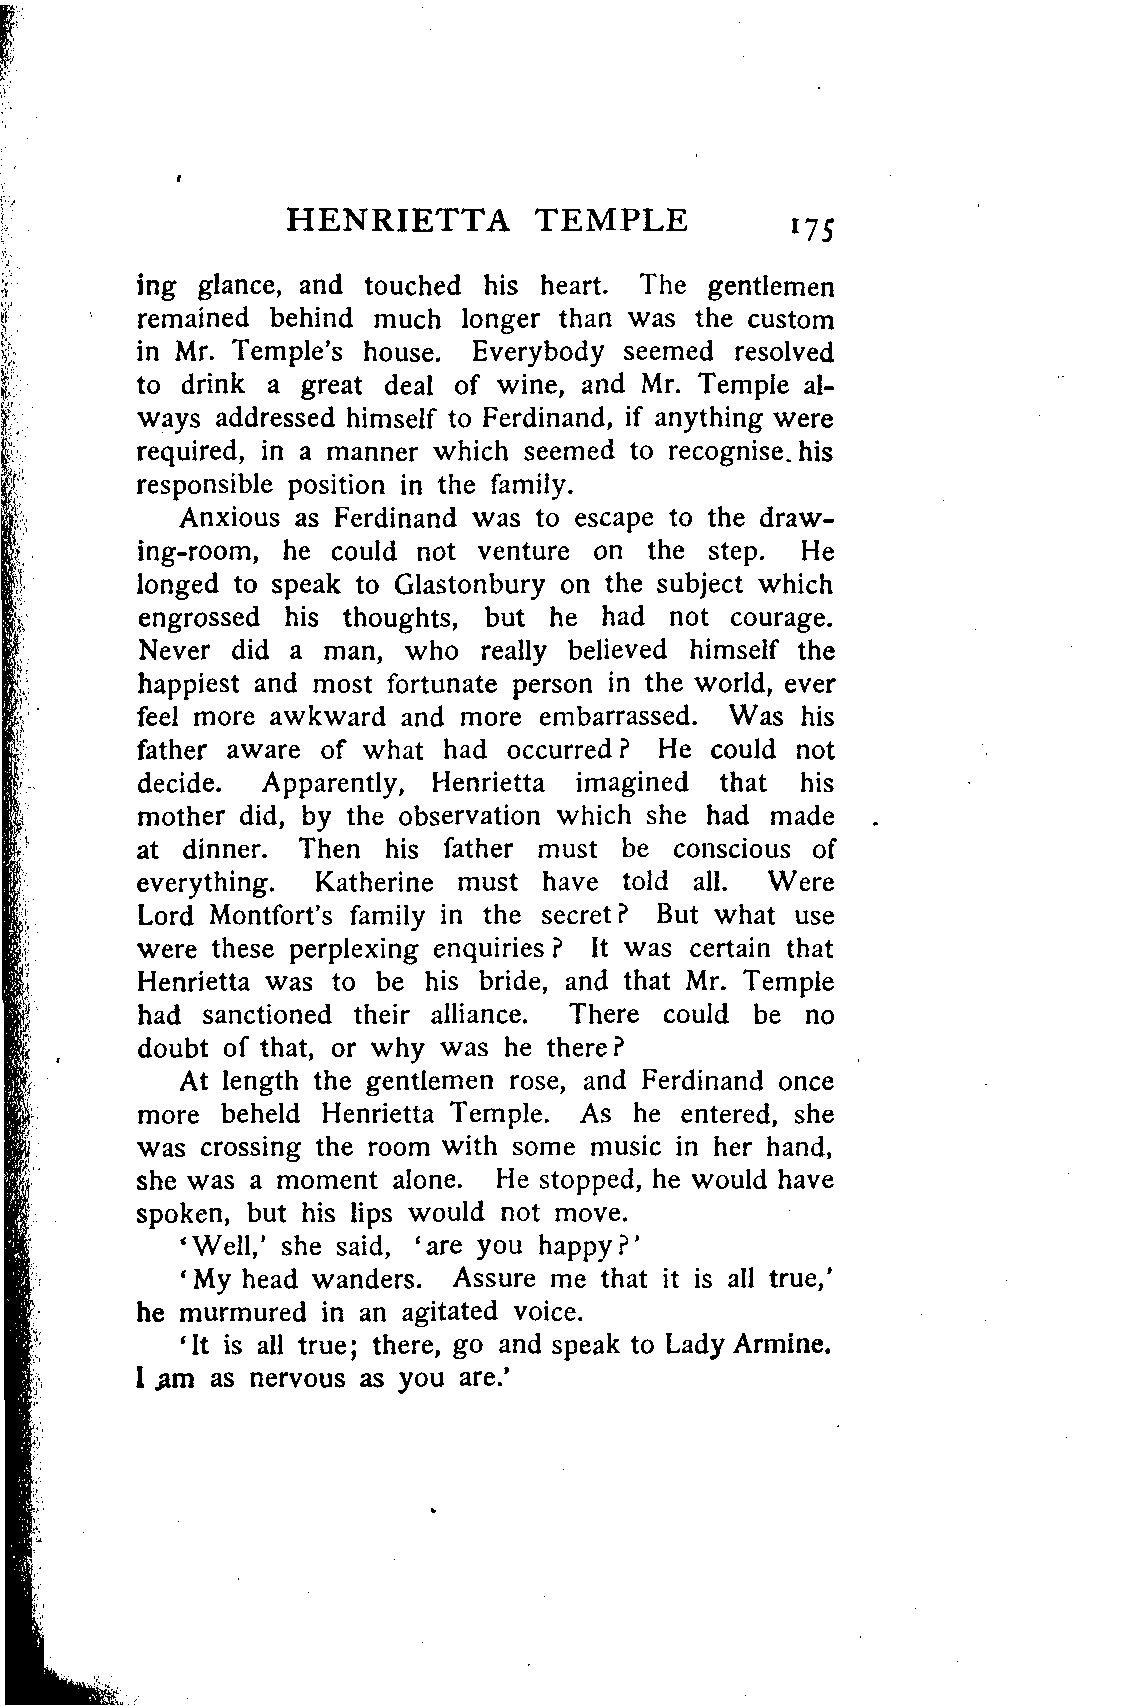 HENRIETTA TEMPLE 175
ing glance, and touched his heart. The gentlemen
remained behind much longer than was the custom
in Mr. Temple's house. Everybody seemed resolved
to drink a great deal of wine, and Mr. Temple al-
ways addressed himself to Ferdinand, if anything were
required, in a manner which seemed to recognise. his
responsible position in the family.
Anxious as Ferdinand was to escape to the draw-
ing-room, he could not venture on the step. He
longed to speak to Glastonbury on the subject which
engrossed his thoughts, but he had not courage.
Never did a man, who really believed himself the
happiest and most fortunate person in the world, ever
feel more awkward and more embarrassed. Was his
father aware of what had occurred? He could not
decide. Apparently, Henrietta imagined that his
mother did, by the observation which she had made
at dinner. Then his father must be conscious of
everything. Katherine must have told all. Were
Lord Montfort's family in the secret? But what use
were these perplexing enquiries? It was certain that
Henrietta was to be his bride, and that Mr. Temple
had sanctioned their alliance. There could be no
doubt of that, or why was he there?
At length the gentlemen rose, and Ferdinand once
more beheld Henrietta Temple. As he entered, she
was crossing the room with some music in her hand,
she was a moment alone. He stopped, he would have
spoken, but his lips would not move.
‘Well,’ she said, ‘are you happy?’
‘My head wanders. Assure me that it is all true,’
he murmured in an agitated voice.
‘It is all true; there, go and speak to Lady Armine.
I am as nervous as you are.’